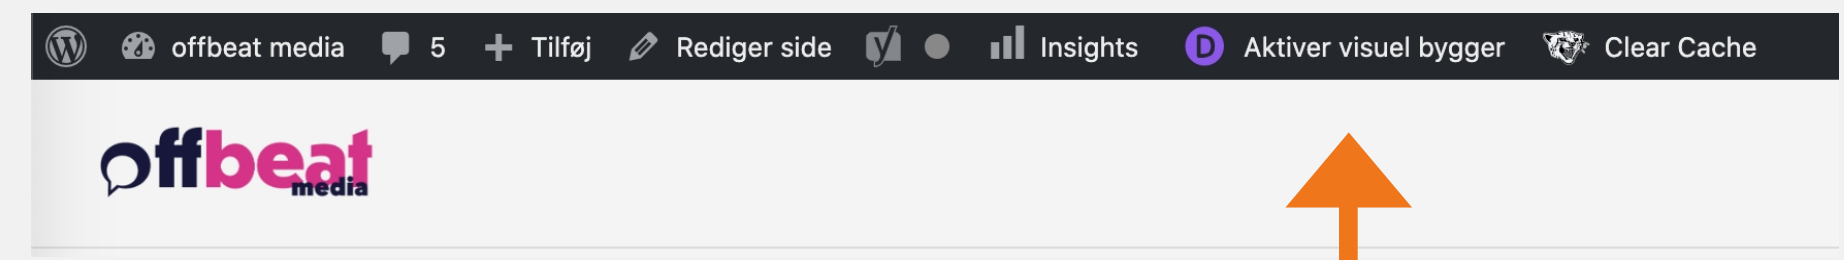 offbeat media 5 Tilføj Rediger side Insights D Aktiver visuel bygger Clear Cache
offbeat
media